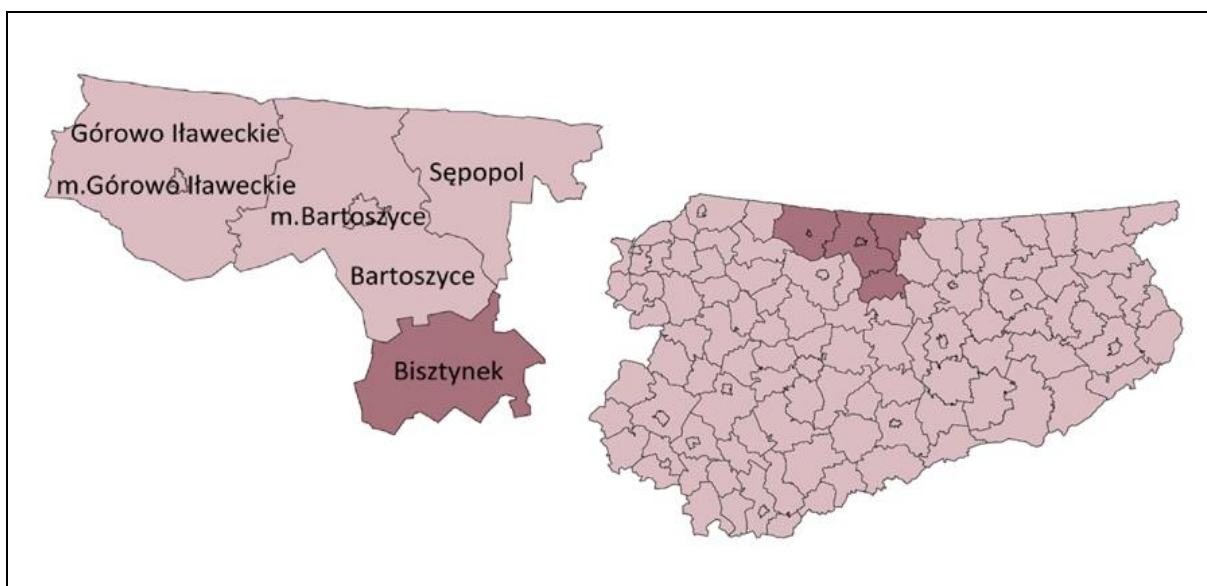 Górowo Iławeckie
m.Górowo Iławeckie
Sępopol
m.Bartoszyce
Bartoszyce
Bisztynek